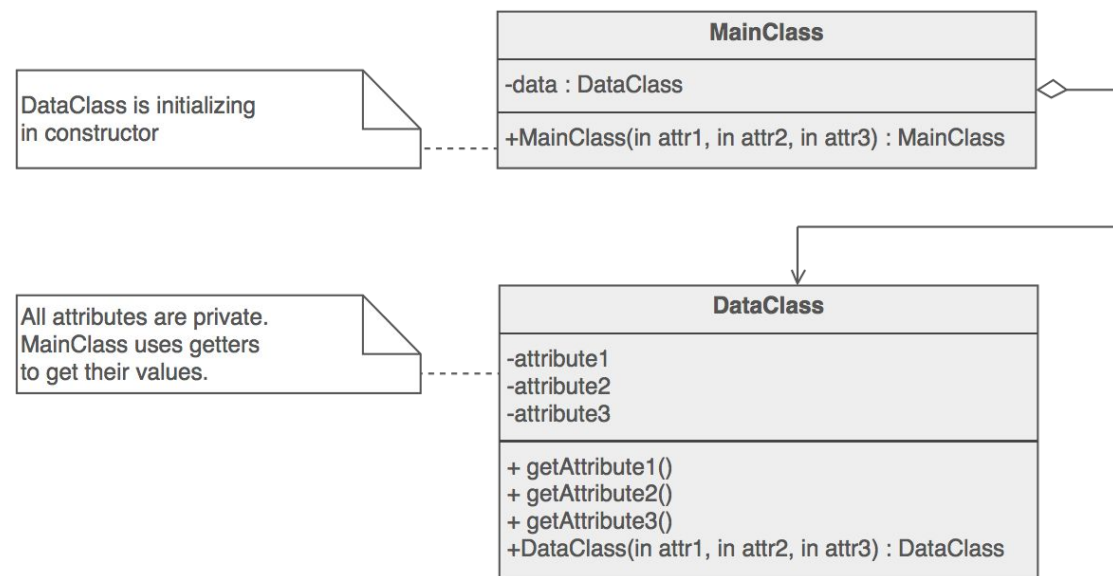 MainClass
-data : DataClass
DataClass is initializing
in constructor
+MainClass(in attr1, in attr2, in attr3) : MainClass
DataClass
All attributes are private.
MainClass uses getters
to get their values.
-attribute1
-attribute2
-attribute3
+ getAttribute1()
+ getAttribute2()
+ getAttribute3()
+DataClass(in attr1, in attr2, in attr3) : DataClass